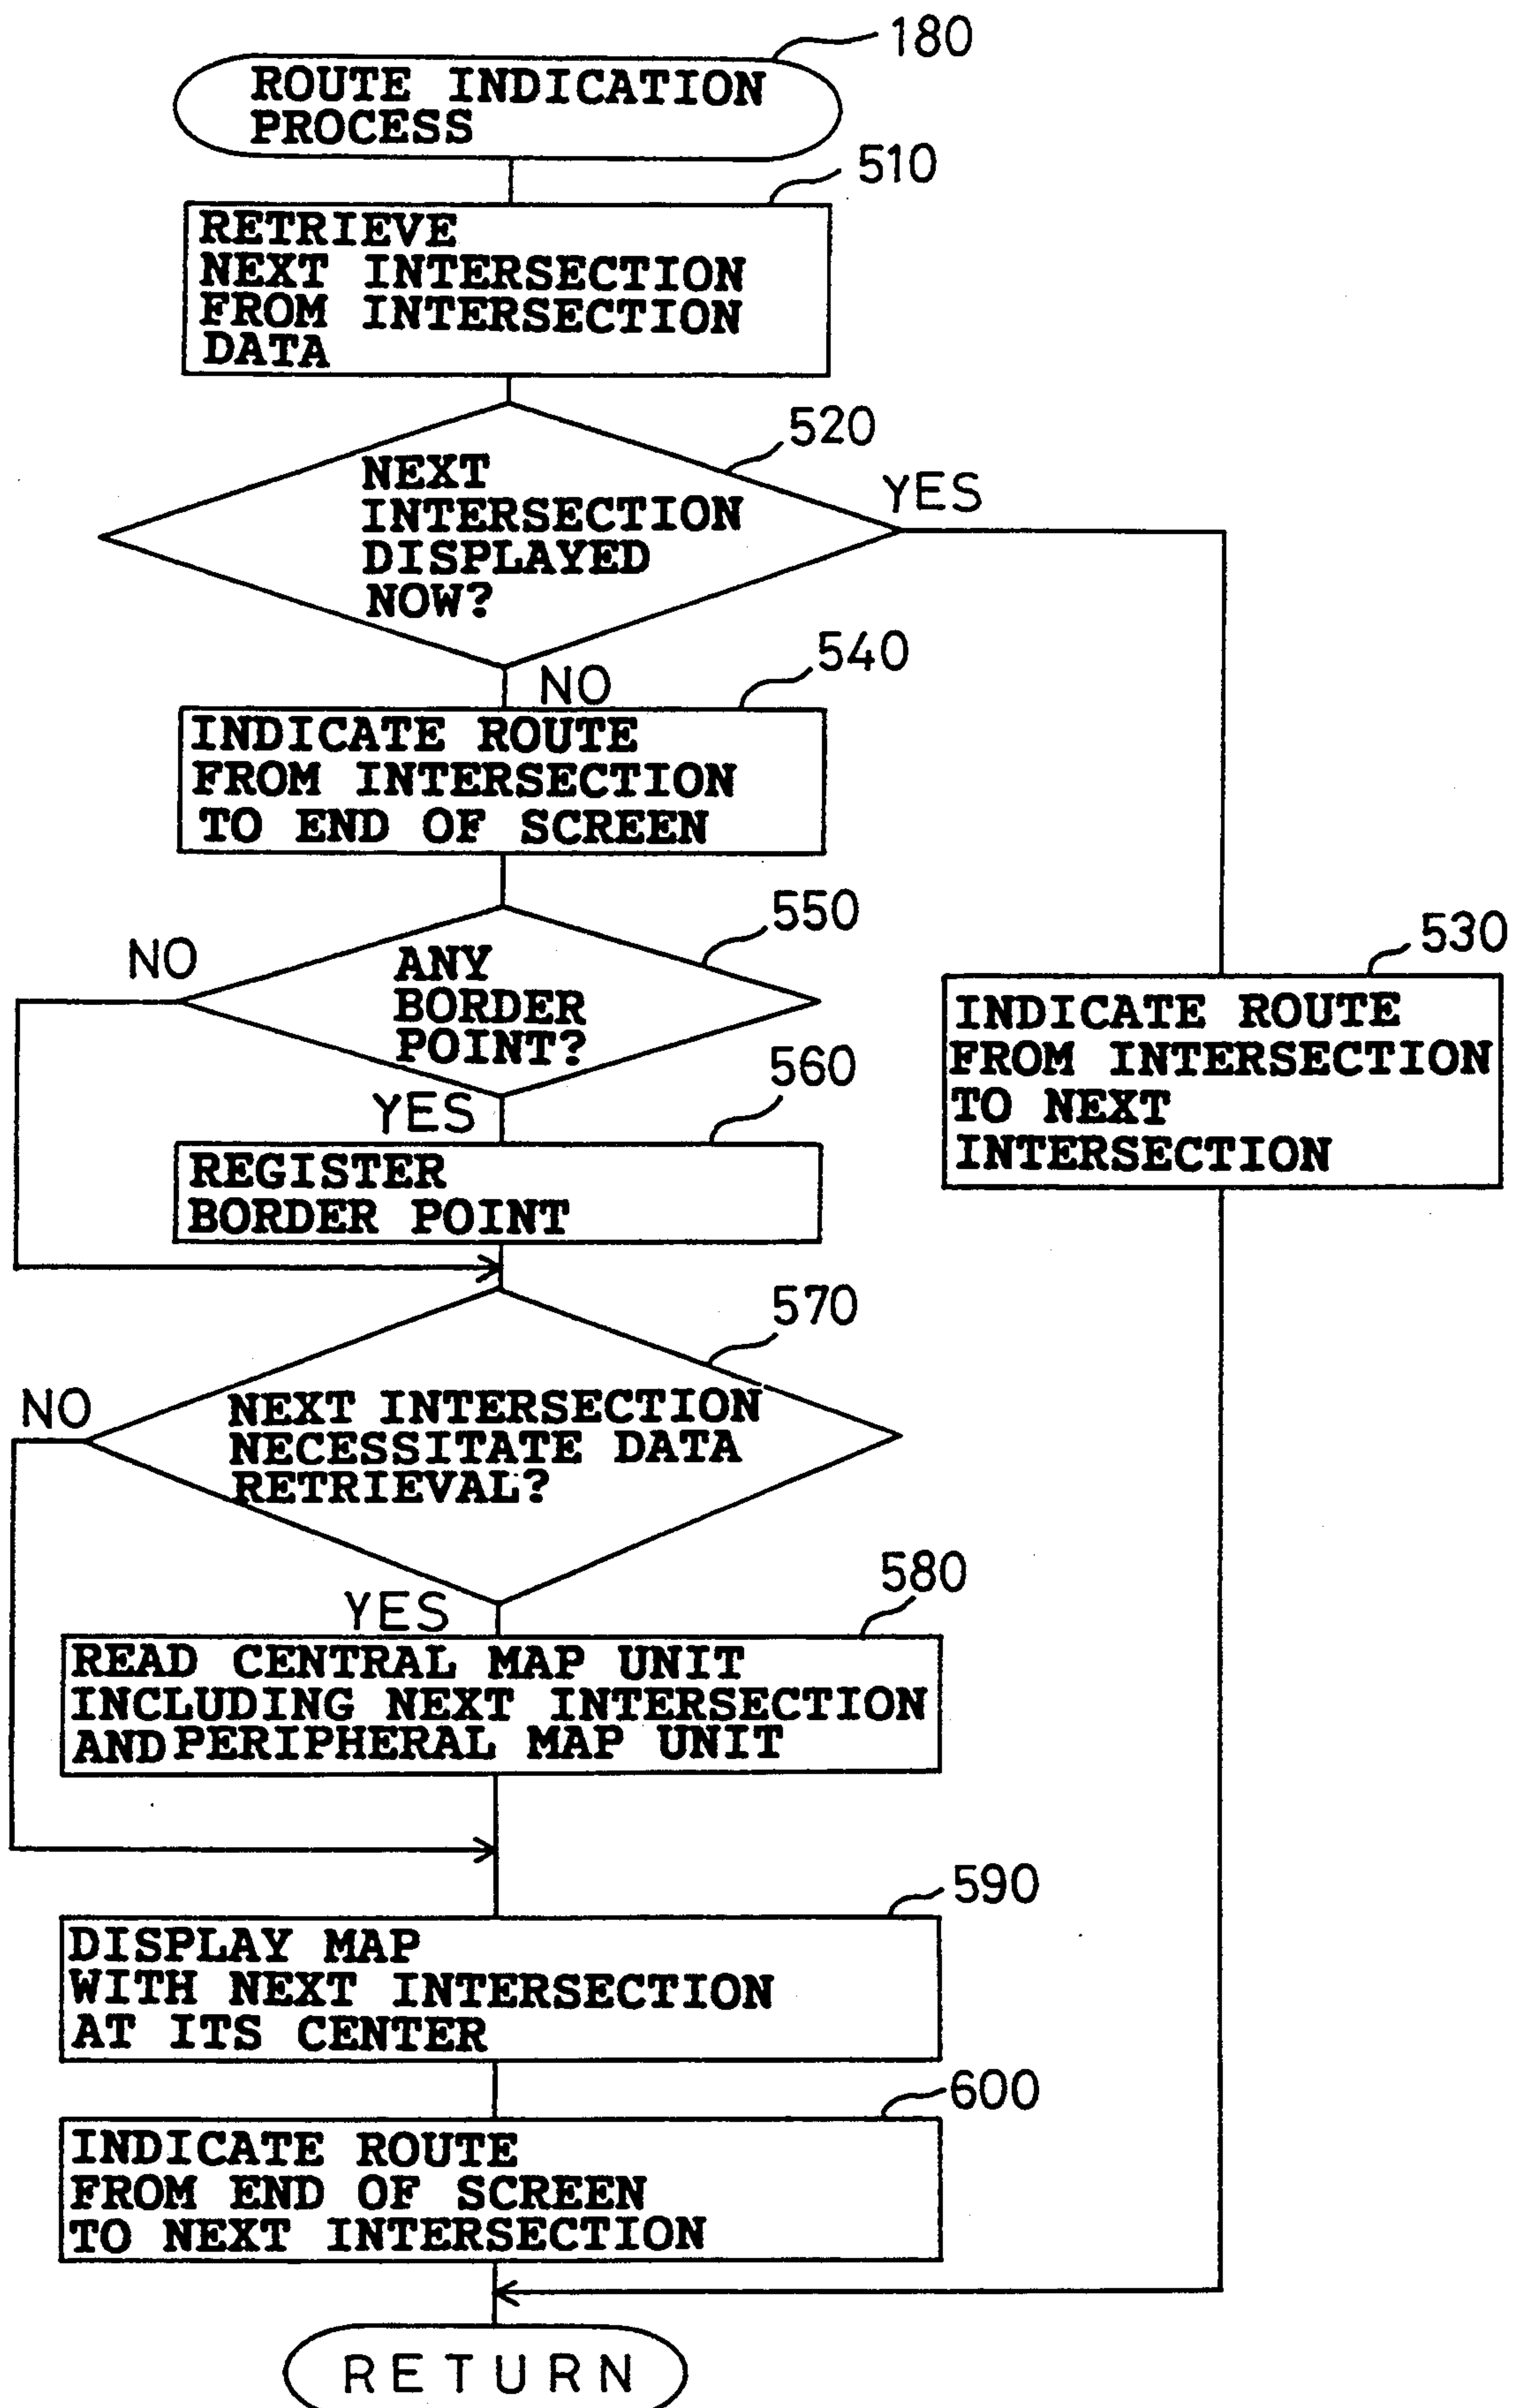 180
ROUTE INDICATION
PROCESS
510
RETRIEVE
NEXT INTERSECTION
FROM INTERSECTION
DATA
520
NEXT
INTERSECTION
DISPLAYED
NOW?
YES
NO
540
INDICATE ROUTE
FROM INTERSECTION
TO END OF SCREEN
550
NO
ANY
BORDER
POINT?
530
INDICATE ROUTE
FROM INTERSECTION
TO NEXT
INTERSECTION
YES
560
REGISTER
BORDER POINT
570
NO
NEXT INTERSECTION
NECESSITATE DATA
RETRIEVAL?
YES
580
READ CENTRAL MAP UNIT
INCLUDING NEXT INTERSECTION
AND PERIPHERAL MAP UNIT
590
DISPLAY MAP
WITH NEXT INTERSECTION
AT ITS CENTER
600
INDICATE ROUTE
FROM END OF SCREEN
TO NEXT INTERSECTION
RETURN